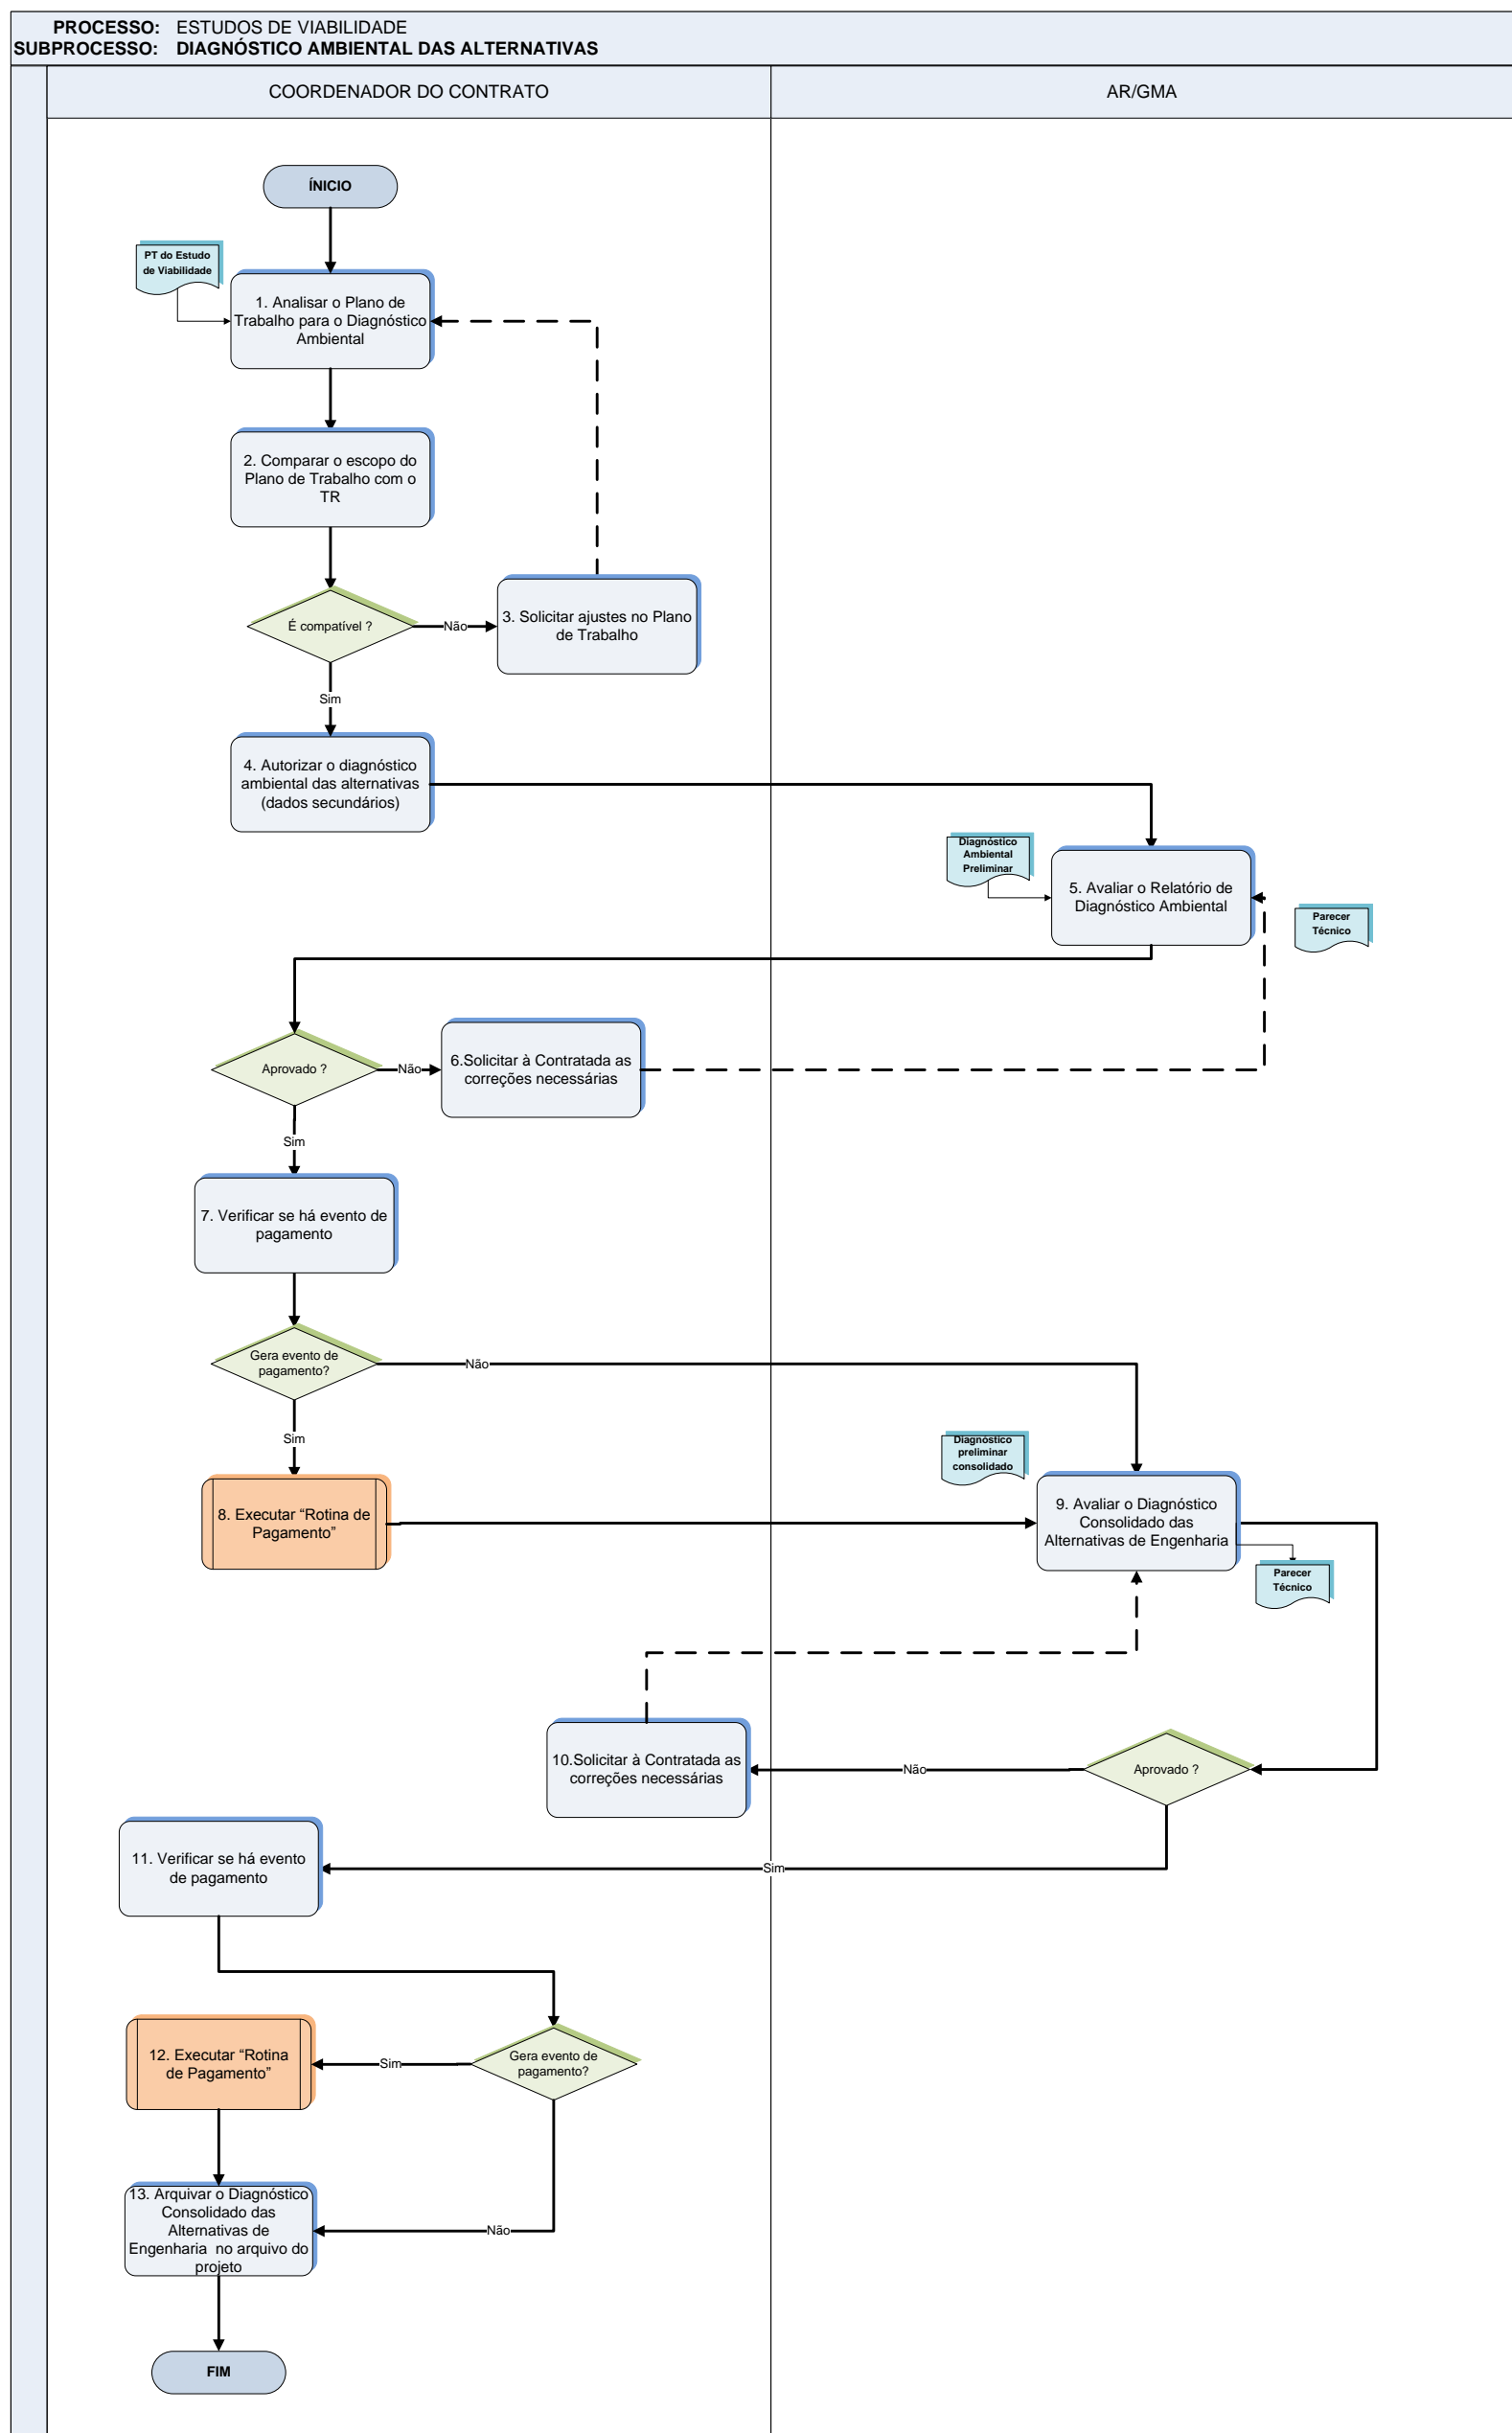 PROCESSO: ESTUDOS DE VIABILIDADE
SUBPROCESSO: DIAGNÓSTICO AMBIENTAL DAS ALTERNATIVAS
COORDENADOR DO CONTRATO
AR/GMA
ÍNICIO
PT do Estudo
de Viabilidade
1. Analisar o Plano de
Trabalho para o Diagnóstico
Ambiental
2. Comparar o escopo do
Plano de Trabalho com o
TR
É compatível ?
Não
3. Solicitar ajustes no Plano
de Trabalho
Sim
4. Autorizar o diagnóstico
ambiental das alternativas
(dados secundários)
Diagnóstico
Ambiental
Preliminar
5. Avaliar o Relatório de
Diagnóstico Ambiental
Parecer
Técnico
Aprovado ?
Não
6.Solicitar à Contratada as
correções necessárias
Sim
7. Verificar se há evento de
pagamento
Gera evento de
pagamento?
Não
Sim
Diagnóstico
preliminar
consolidado
8. Executar “Rotina de
Pagamento”
9. Avaliar o Diagnóstico
Consolidado das
Alternativas de Engenharia
Parecer
Técnico
10.Solicitar à Contratada as
correções necessárias
Não
Aprovado ?
11. Verificar se há evento
de pagamento
Sim
12. Executar “Rotina
de Pagamento”
Sim
Gera evento de
pagamento?
13. Arquivar o Diagnóstico
Consolidado das
Alternativas de
Engenharia no arquivo do
projeto
Não
FIM